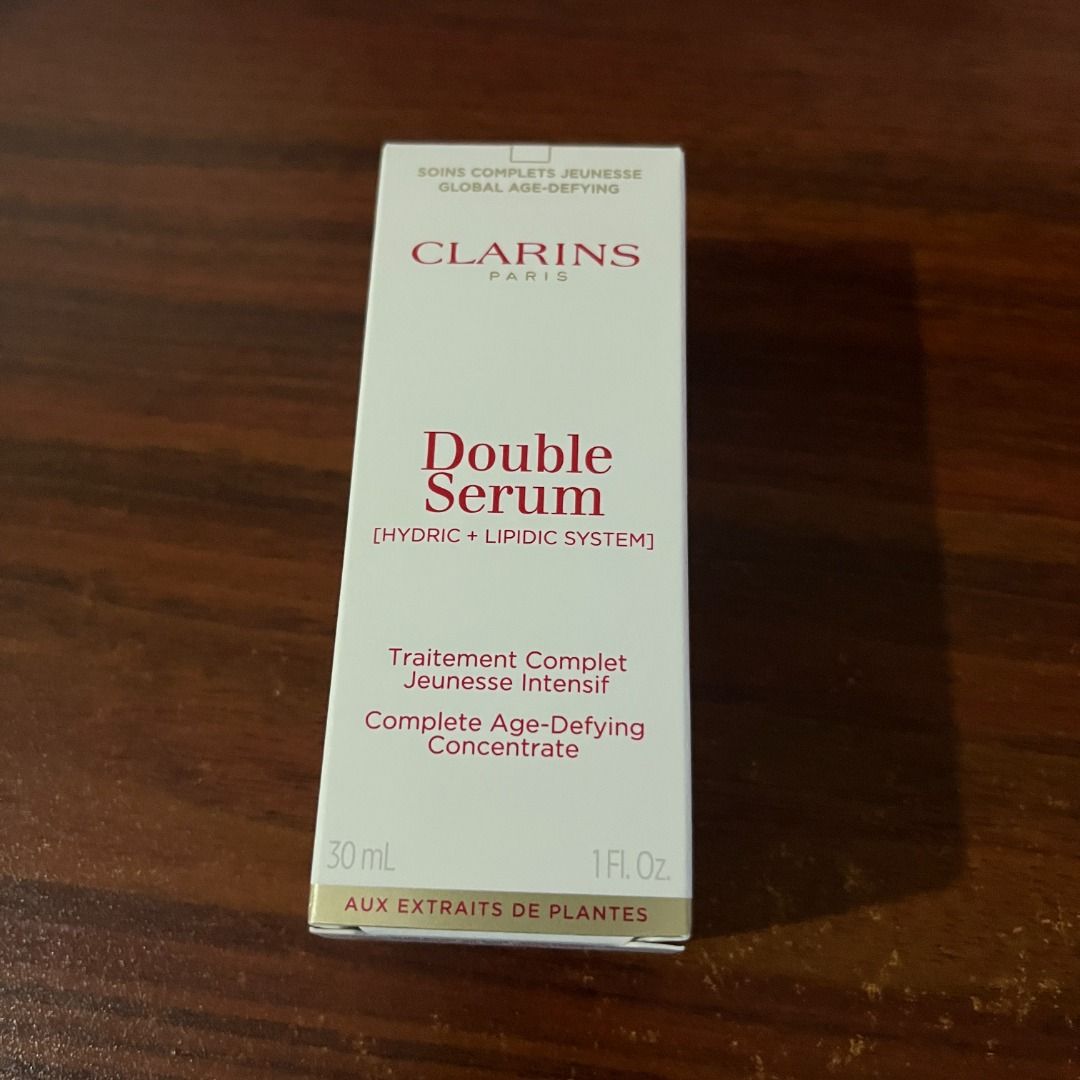 SOINS COMPLETS JEUNESSE
GLOBAL AGE-DEFYING
CLARINS
PARIS
Double
Serum
[HYDRIC + LIPIDIC SYSTEM]
Traitement Complet
Jeunesse Intensif
Complete Age-Defying
Concentrate
30 mL
1 Fl. Oz.
AUX EXTRAITS DE PLANTES